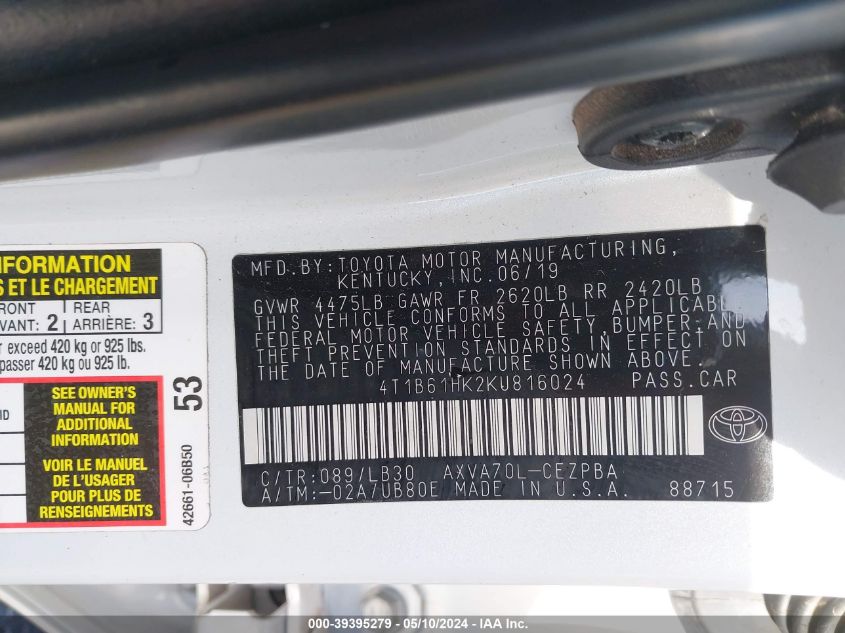 NFORMATION
S ET LE CHARGEMENT
RONT 2 REAR 3
VANT: ARRIÈRE:
r exceed 420 kg or 925 lbs.
passer 420 kg ou 925 lb.
SEE OWNER'S
MANUAL FOR
ADDITIONAL
INFORMATION
VOIR LE MANUEL
DE L'USAGER
POUR PLUS DE
RENSEIGNEMENTS
53
42661-06B50
MFD.BY:TOYOTA MOTOR MANUFACTURING,
KENTUCKY, INC. 06/19
GVWR 4475LB GAWR FR 2620LB RR 2420LB
THIS VEHICLE CONFORMS TO ALL APPLICABLE
FEDERAL MOTOR VEHICLE SAFETY, BUMPER, AND
THEFT PREVENTION STANDARDS IN EFFECT ON
THE DATE OF MANUFACTURE SHOWN ABOVE.
4T1B61HK2KU816024 PASS.CAR
C/TR:089/LB30 AXVA70L-CEZPBA
A/TM:-02A/UB80E MADE IN U.S.A. 88715
000-39395279 - 05/10/2024 - IAA Inc.